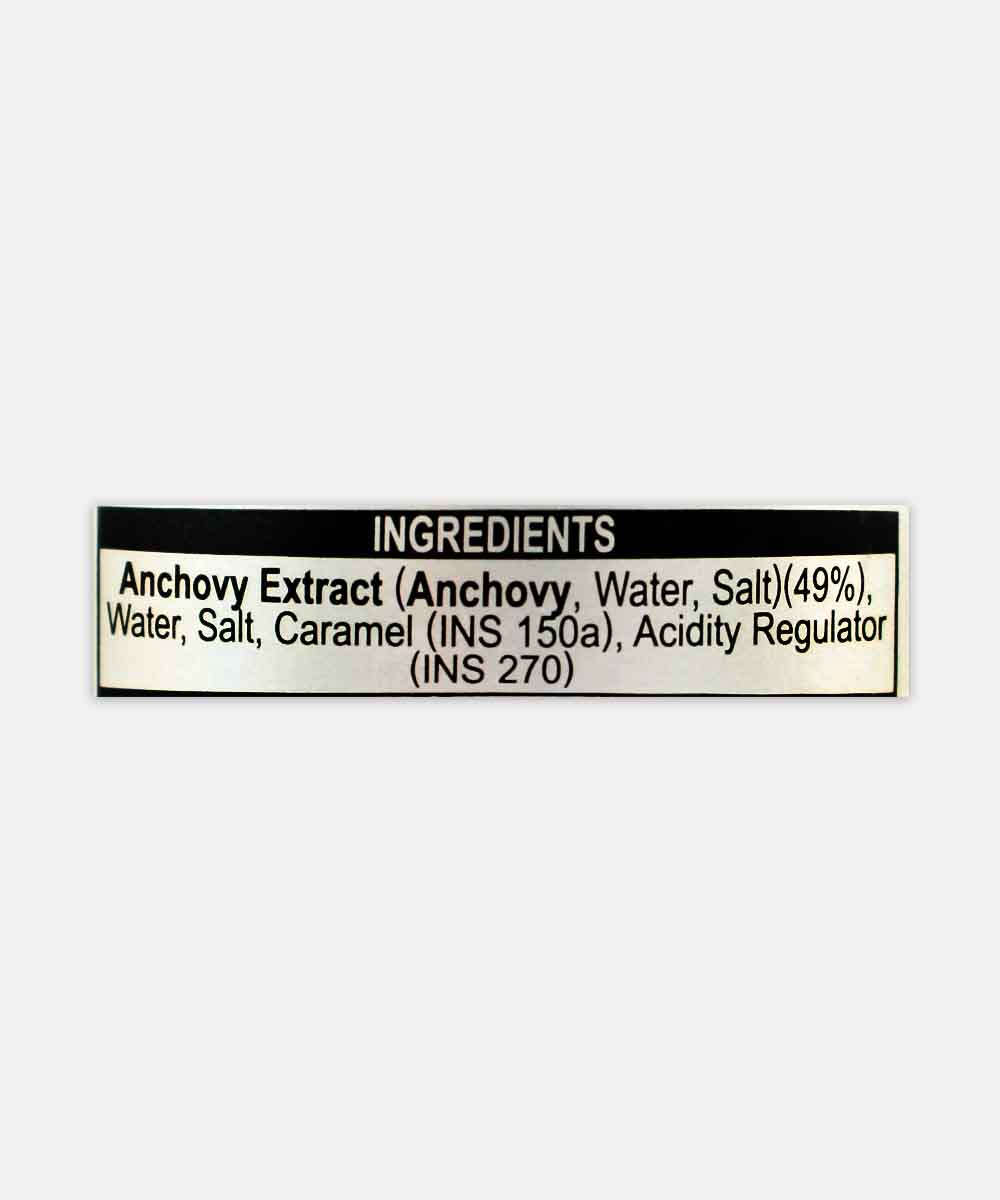 INGREDIENTS
Anchovy Extract (Anchovy, Water, Salt)(49%),
Water, Salt, Caramel (INS 150a), Acidity Regulator
(INS 270)